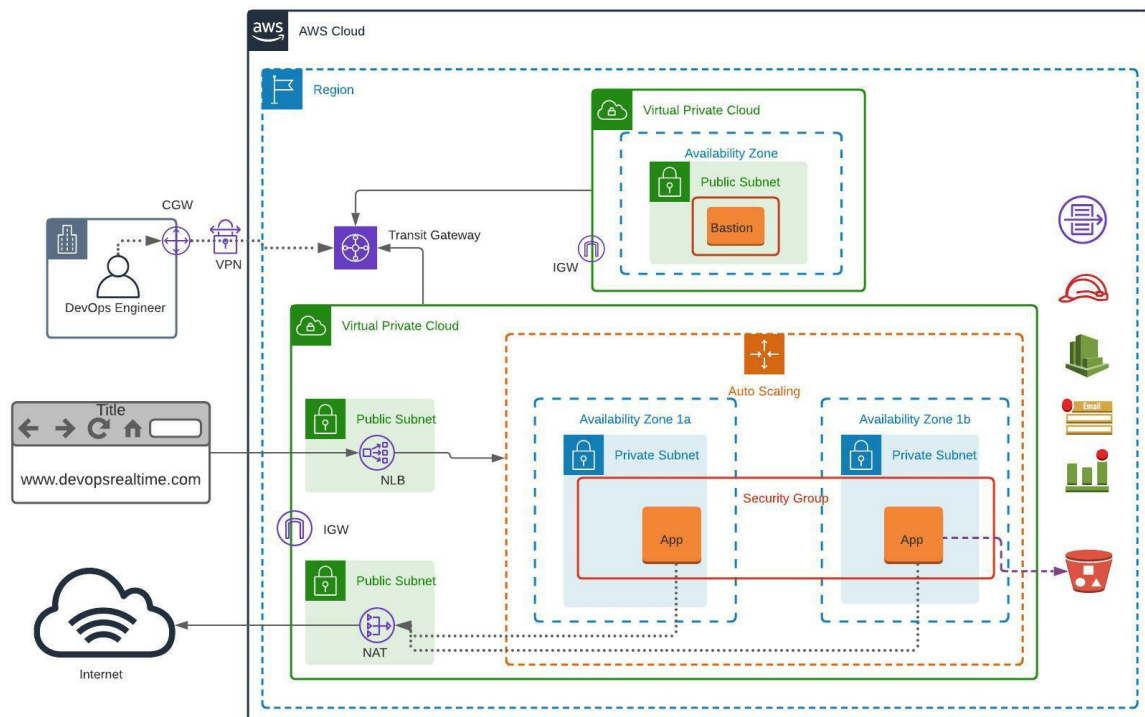 aws
AWS Cloud
Region
Virtual Private Cloud
Availability Zone
Public Subnet
Bastion
IGW
CGW
VPN
Transit Gateway
DevOps Engineer
Virtual Private Cloud
Auto Scaling
Title
www.devopsrealtime.com
Public Subnet
NLB
Availability Zone 1a
Private Subnet
Availability Zone 1b
Private Subnet
Security Group
App
App
Email
IGW
Public Subnet
NAT
Internet